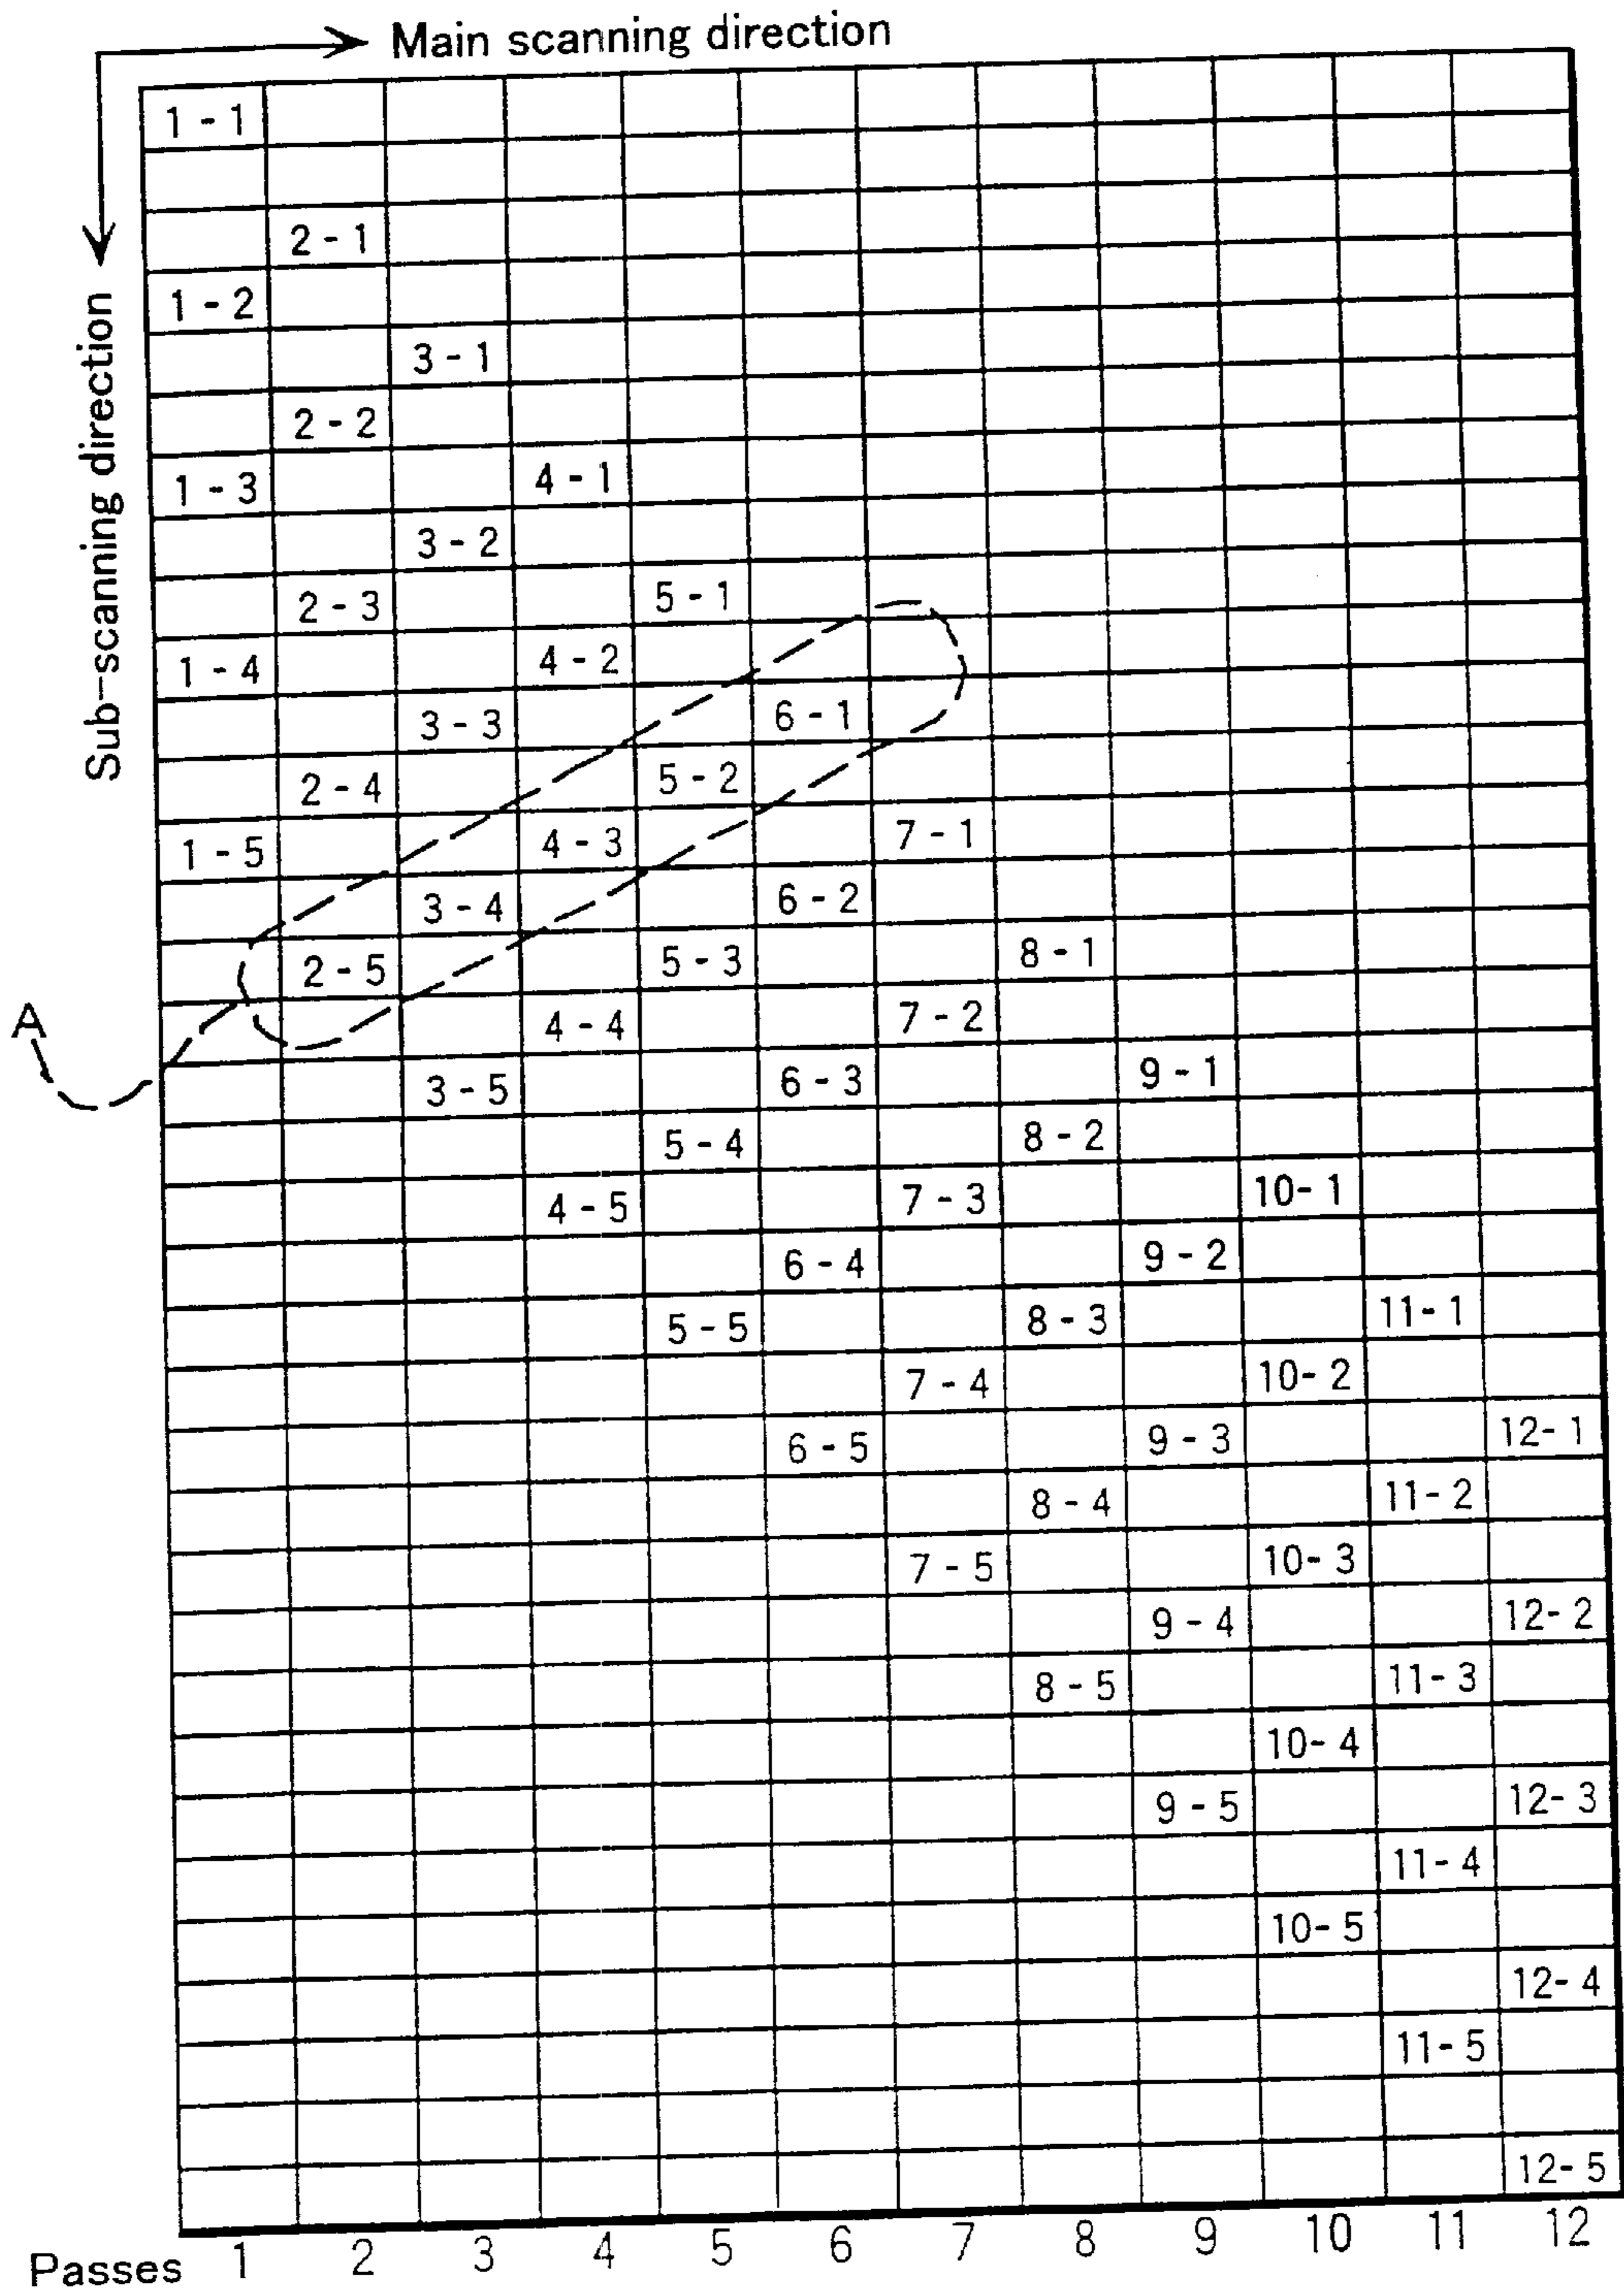 Main scanning direction
Sub-scanning direction
1 - 1
2 - 1
1 - 2
3 - 1
2 - 2
1 - 3 4 - 1
3 - 2
2 - 3 5 - 1
1 - 4 4 - 2
3 - 3 6 - 1
2 - 4 5 - 2
1 - 5 4 - 3 7 - 1
3 - 4 6 - 2
2 - 5 5 - 3 8 - 1
A
4 - 4 7 - 2
3 - 5 6 - 3 9 - 1
5 - 4 8 - 2
4 - 5 7 - 3 10- 1
6 - 4 9 - 2
5 - 5 8 - 3 11- 1
7 - 4 10- 2
6 - 5 9 - 3 12- 1
8 - 4 11- 2
7 - 5 10- 3
9 - 4 12- 2
8 - 5 11- 3
10- 4
9 - 5 12- 3
11- 4
10- 5
12- 4
11- 5
12- 5
Passes 1 2 3 4 5 6 7 8 9 10 11 12